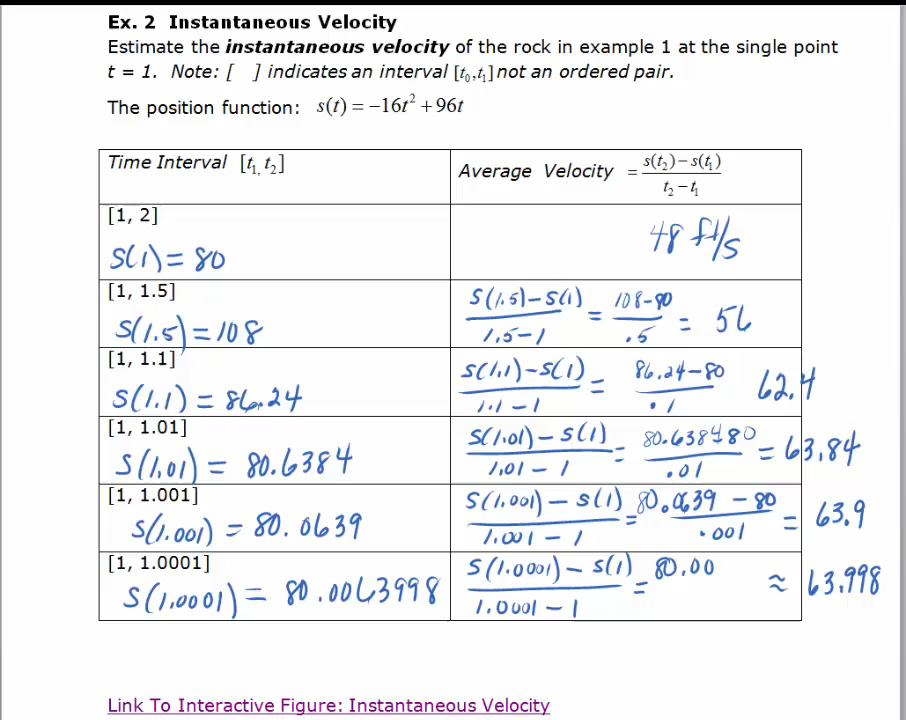 Ex. 2 Instantaneous Velocity
Estimate the instantaneous velocity of the rock in example 1 at the single point
t = 1. Note: [ ] indicates an interval [t₀,t₁] not an ordered pair.
The position function: s(t) = −16t² + 96t
Time Interval [t₁, t₂]
Average Velocity = s(t₂)−s(t₁) / t₂−t₁
[1, 2]
S(1) = 80
48 ft/s
[1, 1.5]
S(1.5) = 108
S(1.5)−S(1) / 1.5−1 = 108−80 / .5 = 56
[1, 1.1]
S(1.1) = 86.24
S(1.1)−S(1) / 1.1−1 = 86.24−80 / .1 62.4
[1, 1.01]
S(1.01) = 80.6384
S(1.01)−S(1) / 1.01−1 = 80.6384−80 / .01 = 63.84
[1, 1.001]
S(1.001) = 80.0639
S(1.001)−S(1) / 1.001−1 = 80.0639−80 / .001 = 63.9
[1, 1.0001]
S(1.0001) = 80.0063998
S(1.0001)−S(1) / 1.0001−1 = 80.00 ≈ 63.998
Link To Interactive Figure: Instantaneous Velocity